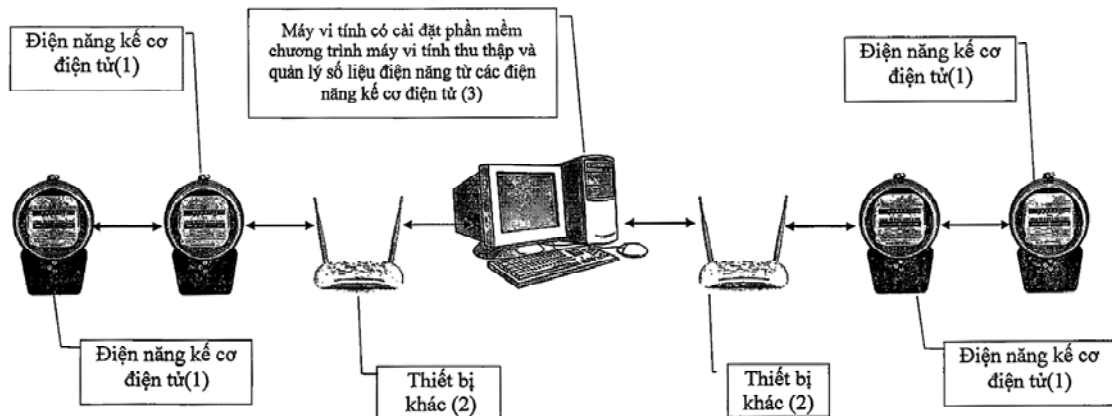 Điện năng kế cơ
điện tử(1)
Máy vi tính có cài đặt phần mềm
chương trình máy vi tính thu thập và
quản lý số liệu điện năng từ các điện
năng kế cơ điện tử (3)
Điện năng kế cơ
điện tử(1)
Điện năng kế cơ
điện tử(1)
Thiết bị
khác (2)
Thiết bị
khác (2)
Điện năng kế cơ
điện tử(1)